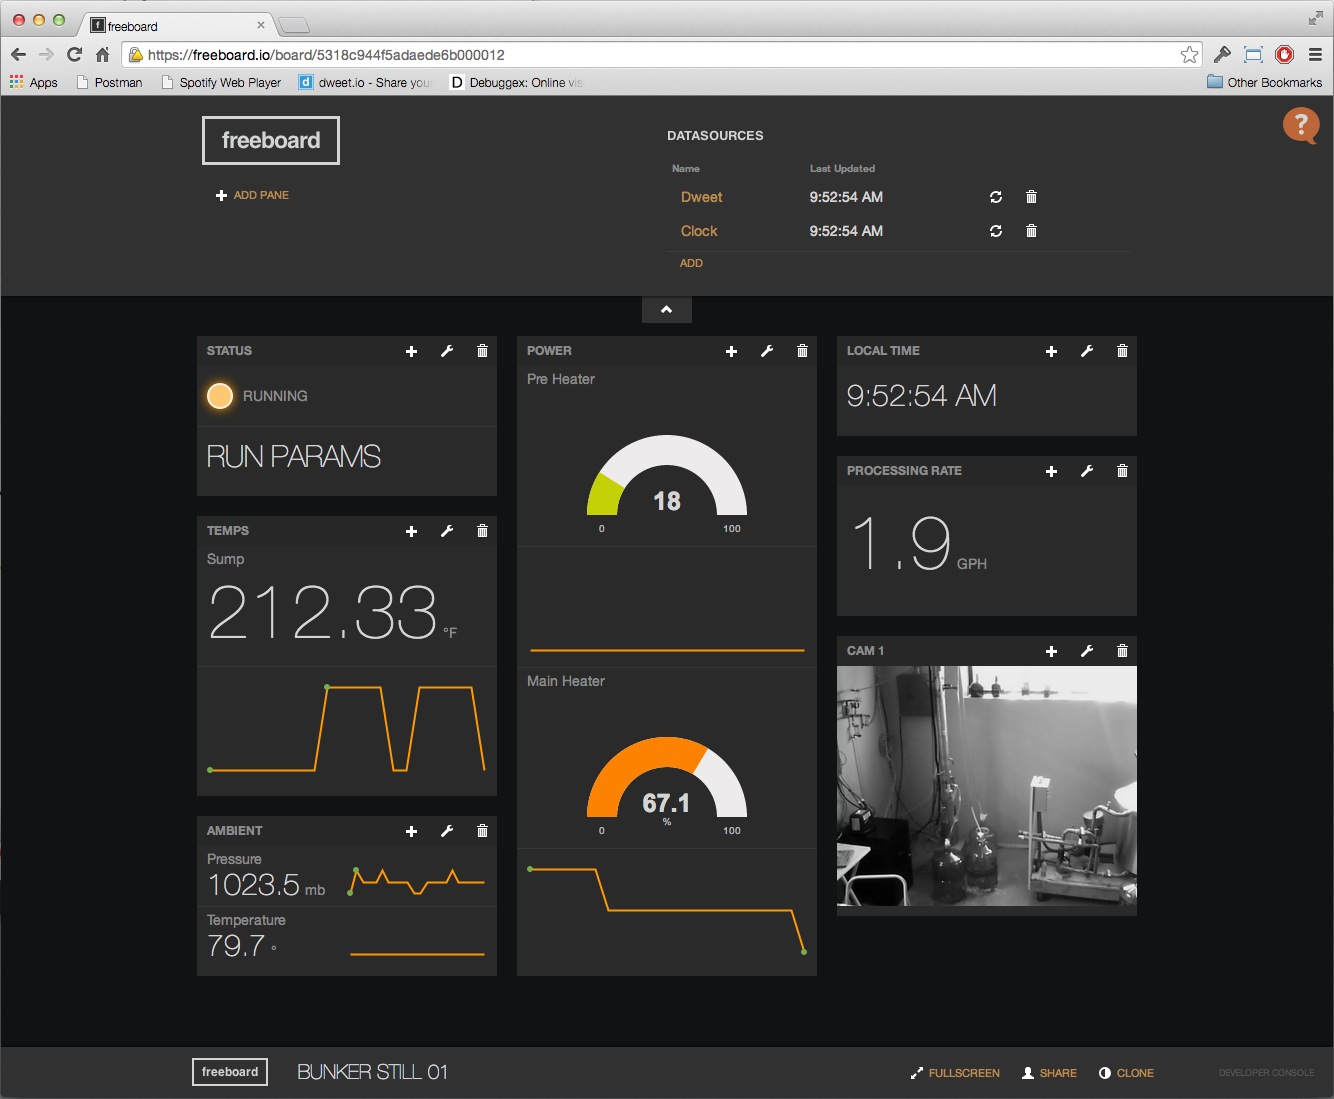 freeboard
https://freeboard.io/board/5318c944f5adaede6b000012
Apps
Postman
Spotify Web Player
dweet.io - Share you
Debuggex: Online vis
Other Bookmarks
freeboard
ADD PANE
DATASOURCES
Name Last Updated
Dweet 9:52:54 AM
Clock 9:52:54 AM
ADD
?
STATUS
RUNNING
RUN PARAMS
TEMPS
Sump
212.33 °F
AMBIENT
Pressure
1023.5 mb
Temperature
79.7 °
POWER
Pre Heater
18
0 100
Main Heater
67.1
%
0 100
LOCAL TIME
9:52:54 AM
PROCESSING RATE
1.9 GPH
CAM 1
freeboard
BUNKER STILL 01
FULLSCREEN
SHARE
CLONE
DEVELOPER CONSOLE